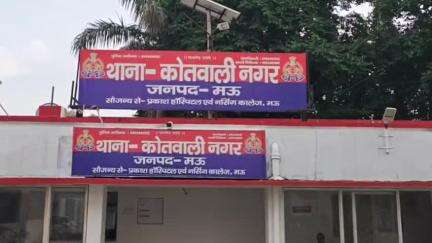 थाना- कोतवाली नगर
जनपद- मऊ
सौजन्य से- प्रकाश हॉस्पिटल एवं नर्सिंग कालेज, मऊ
थाना- कोतवाली नगर
जनपद- मऊ
सौजन्य से- प्रकाश हॉस्पिटल एवं नर्सिंग कालेज, मऊ.